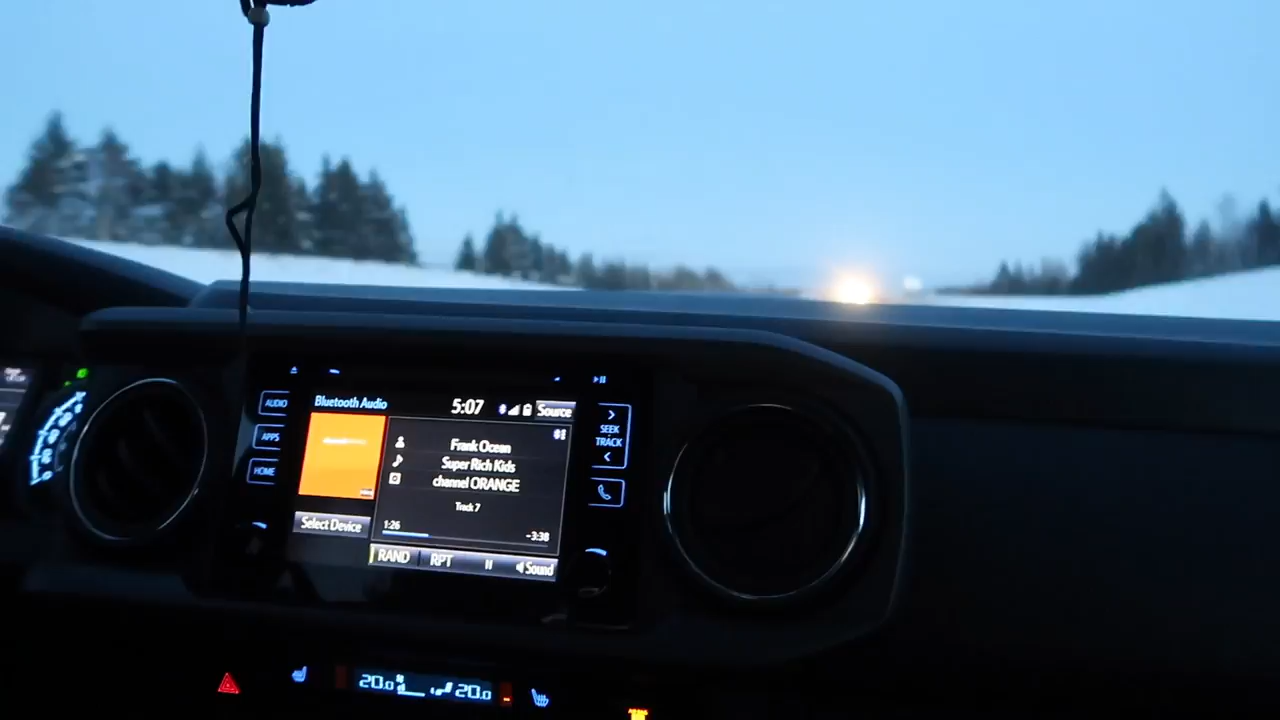 Bluetooth Audio
5:07
Source
AUDIO
APPS
HOME
Frank Ocean
Super Rich Kids
channel ORANGE
Track 7
1:26
-3:38
Select Device
RAND
RPT
Sound
SEEK
TRACK
20.0
20.0